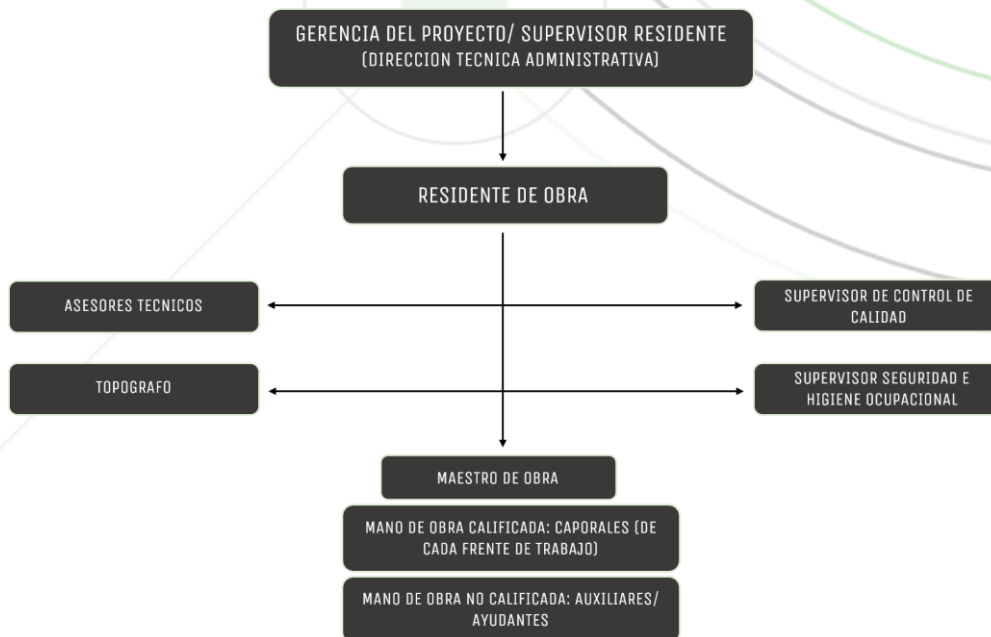 GERENCIA DEL PROYECTO/ SUPERVISOR RESIDENTE
(DIRECCION TECNICA ADMINISTRATIVA)
RESIDENTE DE OBRA
ASESORES TECNICOS
SUPERVISOR DE CONTROL DE
CALIDAD
TOPOGRAFO
SUPERVISOR SEGURIDAD E
HIGIENE OCUPACIONAL
MAESTRO DE OBRA
MANO DE OBRA CALIFICADA: CAPORALES (DE
CADA FRENTE DE TRABAJO)
MANO DE OBRA NO CALIFICADA: AUXILIARES/
AYUDANTES